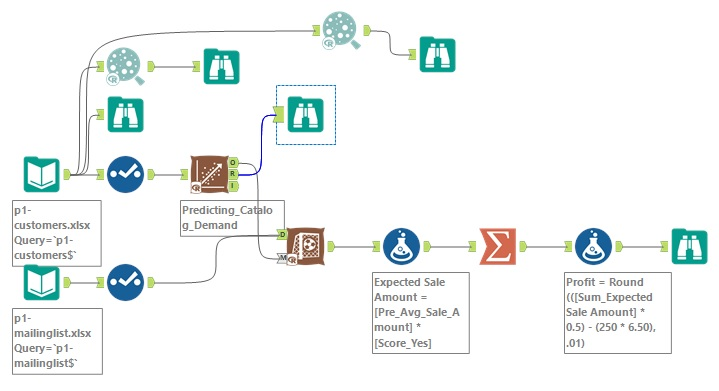 O
R
I
p1-
customers.xlsx
Query=`p1-
customers$`
Predicting_Catalo
g_Demand
D
M
p1-
mailinglist.xlsx
Query=`p1-
mailinglist$`
Expected Sale
Amount =
[Pre_Avg_Sale_A
mount] *
[Score_Yes]
Profit = Round
(([Sum_Expected
Sale Amount] *
0.5) - (250 * 6.50),
.01)